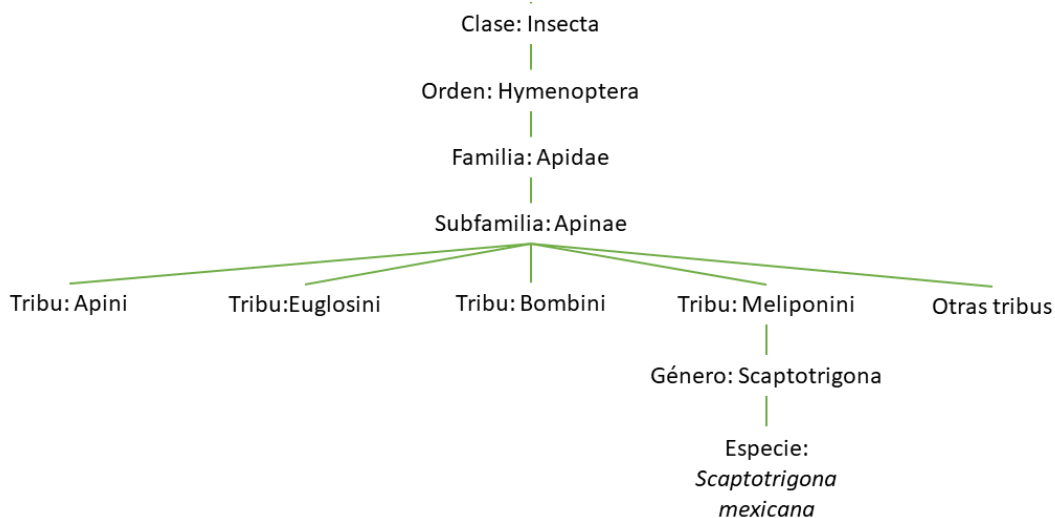 Clase: Insecta
Orden: Hymenoptera
Familia: Apidae
Subfamilia: Apinae
Tribu: Apini
Tribu:Euglosini
Tribu: Bombini
Tribu: Meliponini
Otras tribus
Género: Scaptotrigona
Especie:
Scaptotrigona
mexicana